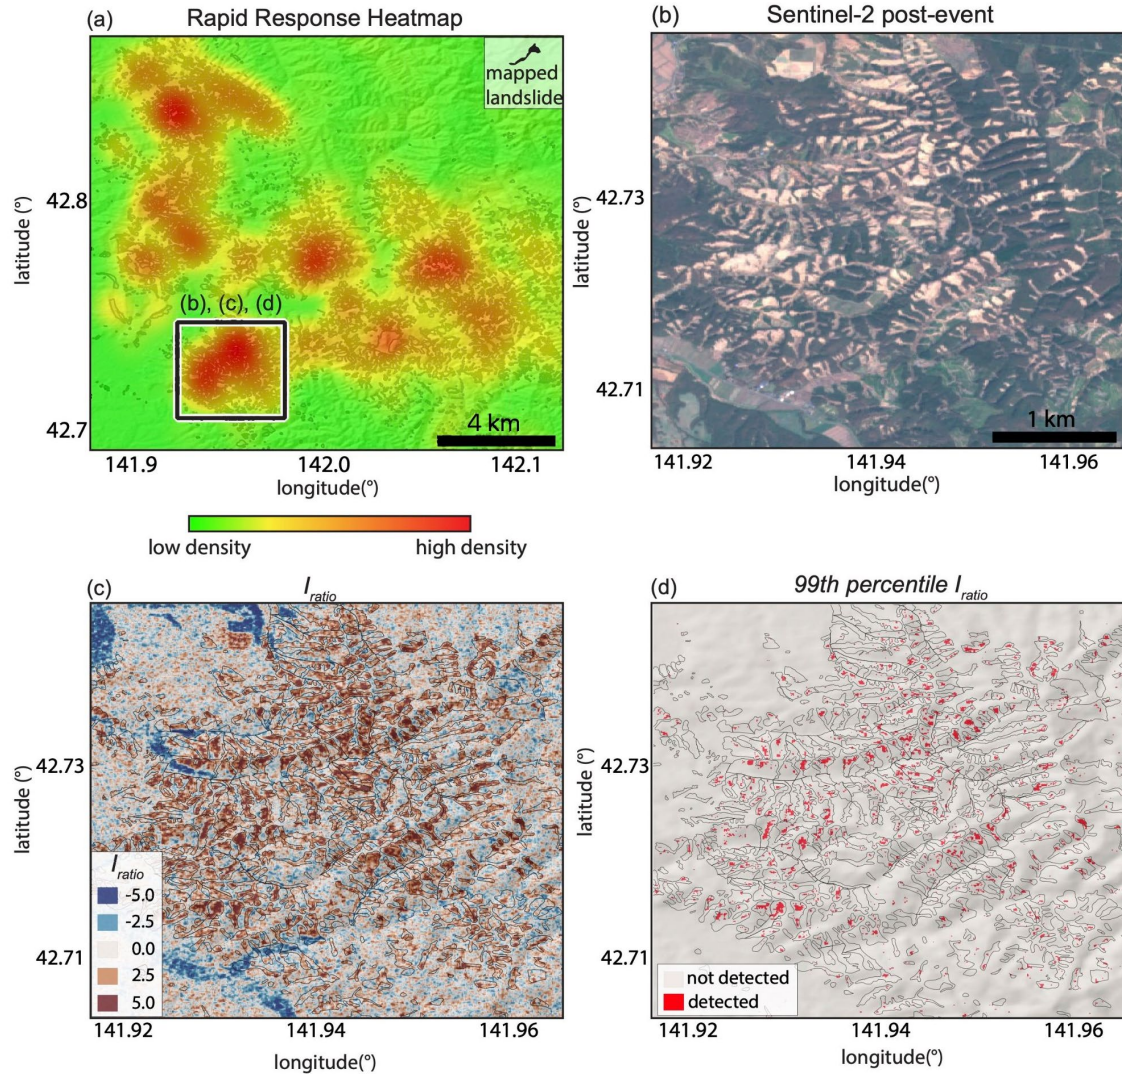 (a) Rapid Response Heatmap
mapped
landslide
latitude (°)
42.8
42.7
(b), (c), (d)
4 km
141.9 142.0 142.1
longitude(°)
low density high density
(b) Sentinel-2 post-event
latitude (°)
42.73
42.71
1 km
141.92 141.94 141.96
longitude(°)
(c) I_ratio
latitude (°)
42.73
42.71
I_ratio
-5.0
-2.5
0.0
2.5
5.0
141.92 141.94 141.96
longitude(°)
(d) 99th percentile I_ratio
latitude (°)
42.73
42.71
not detected
detected
141.92 141.94 141.96
longitude(°)